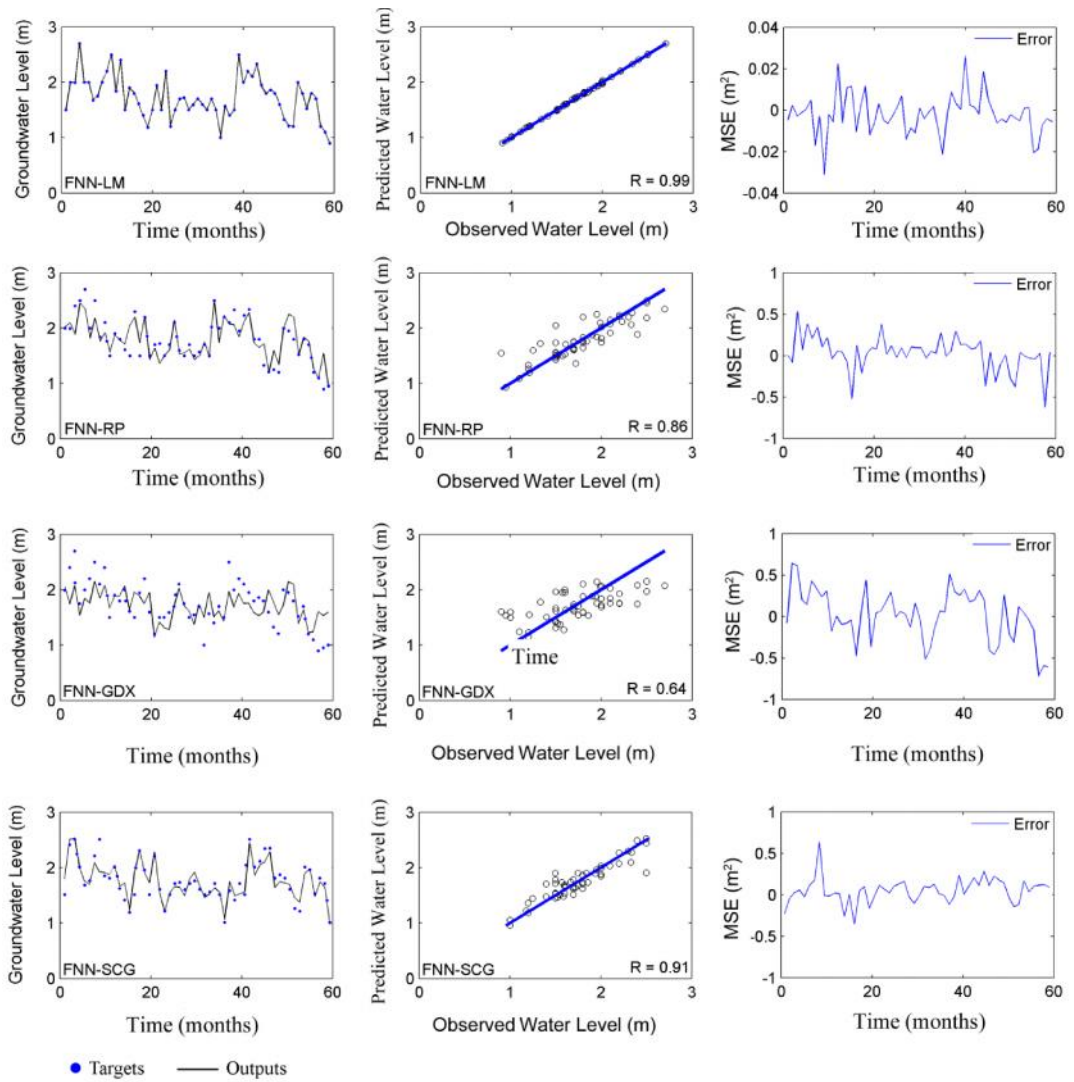 3
2
1
0
0 20 40 60
Groundwater Level (m)
Time (months)
FNN-LM
3
2
1
0
1 2 3
Predicted Water Level (m)
Observed Water Level (m)
FNN-LM
R = 0.99
0.04
0.02
0
-0.02
-0.04
0 20 40 60
MSE (m²)
Time (months)
Error
3
2
1
0
0 20 40 60
Groundwater Level (m)
Time (months)
FNN-RP
3
2
1
0
0 1 2 3
Predicted Water Level (m)
Observed Water Level (m)
FNN-RP
R = 0.86
1
0.5
0
-0.5
-1
0 20 40 60
MSE (m²)
Time (months)
Error
3
2
1
0
0 20 40 60
Groundwater Level (m)
Time (months)
FNN-GDX
3
2
1
0
0 1 2 3
Predicted Water Level (m)
Observed Water Level (m)
Time
FNN-GDX
R = 0.64
1
0.5
0
-0.5
-1
0 20 40 60
MSE (m²)
Time (months)
Error
3
2
1
0
0 20 40 60
Groundwater Level (m)
Time (months)
FNN-SCG
3
2
1
0
0 1 2 3
Predicted Water Level (m)
Observed Water Level (m)
FNN-SCG
R = 0.91
1
0.5
0
-0.5
-1
0 20 40 60
MSE (m²)
Time (months)
Error
Targets Outputs